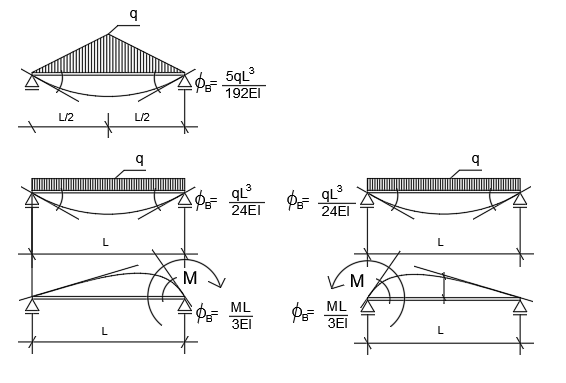 q
ϕB= 5qL³/192EI
L/2 L/2
q q
ϕB= qL³/24EI ϕB= qL³/24EI
L L
M M
ϕB= ML/3EI ϕB= ML/3EI
L L